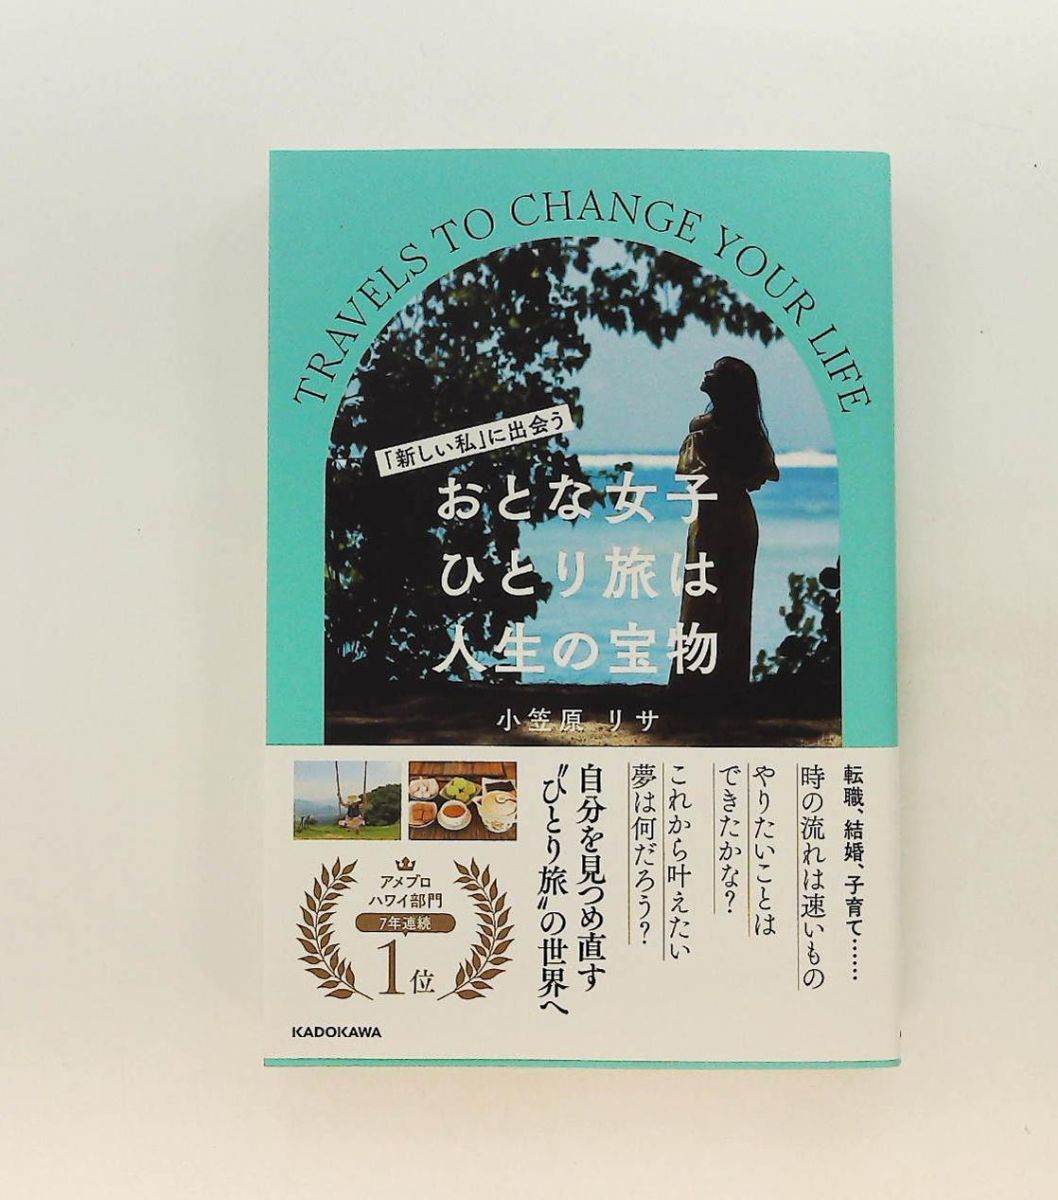 TRAVELS TO CHANGE YOUR LIFE
「新しい私」に出会う
おとな女子
ひとり旅は
人生の宝物
小笠原 リサ
転職、結婚、子育て……
時の流れは速いもの
やりたいことは
できたかな？
これから叶えたい
夢は何だろう？
自分を見つめ直す
"ひとり旅"の世界へ
アメブロ
ハワイ部門
7年連続
1位
KADOKAWA